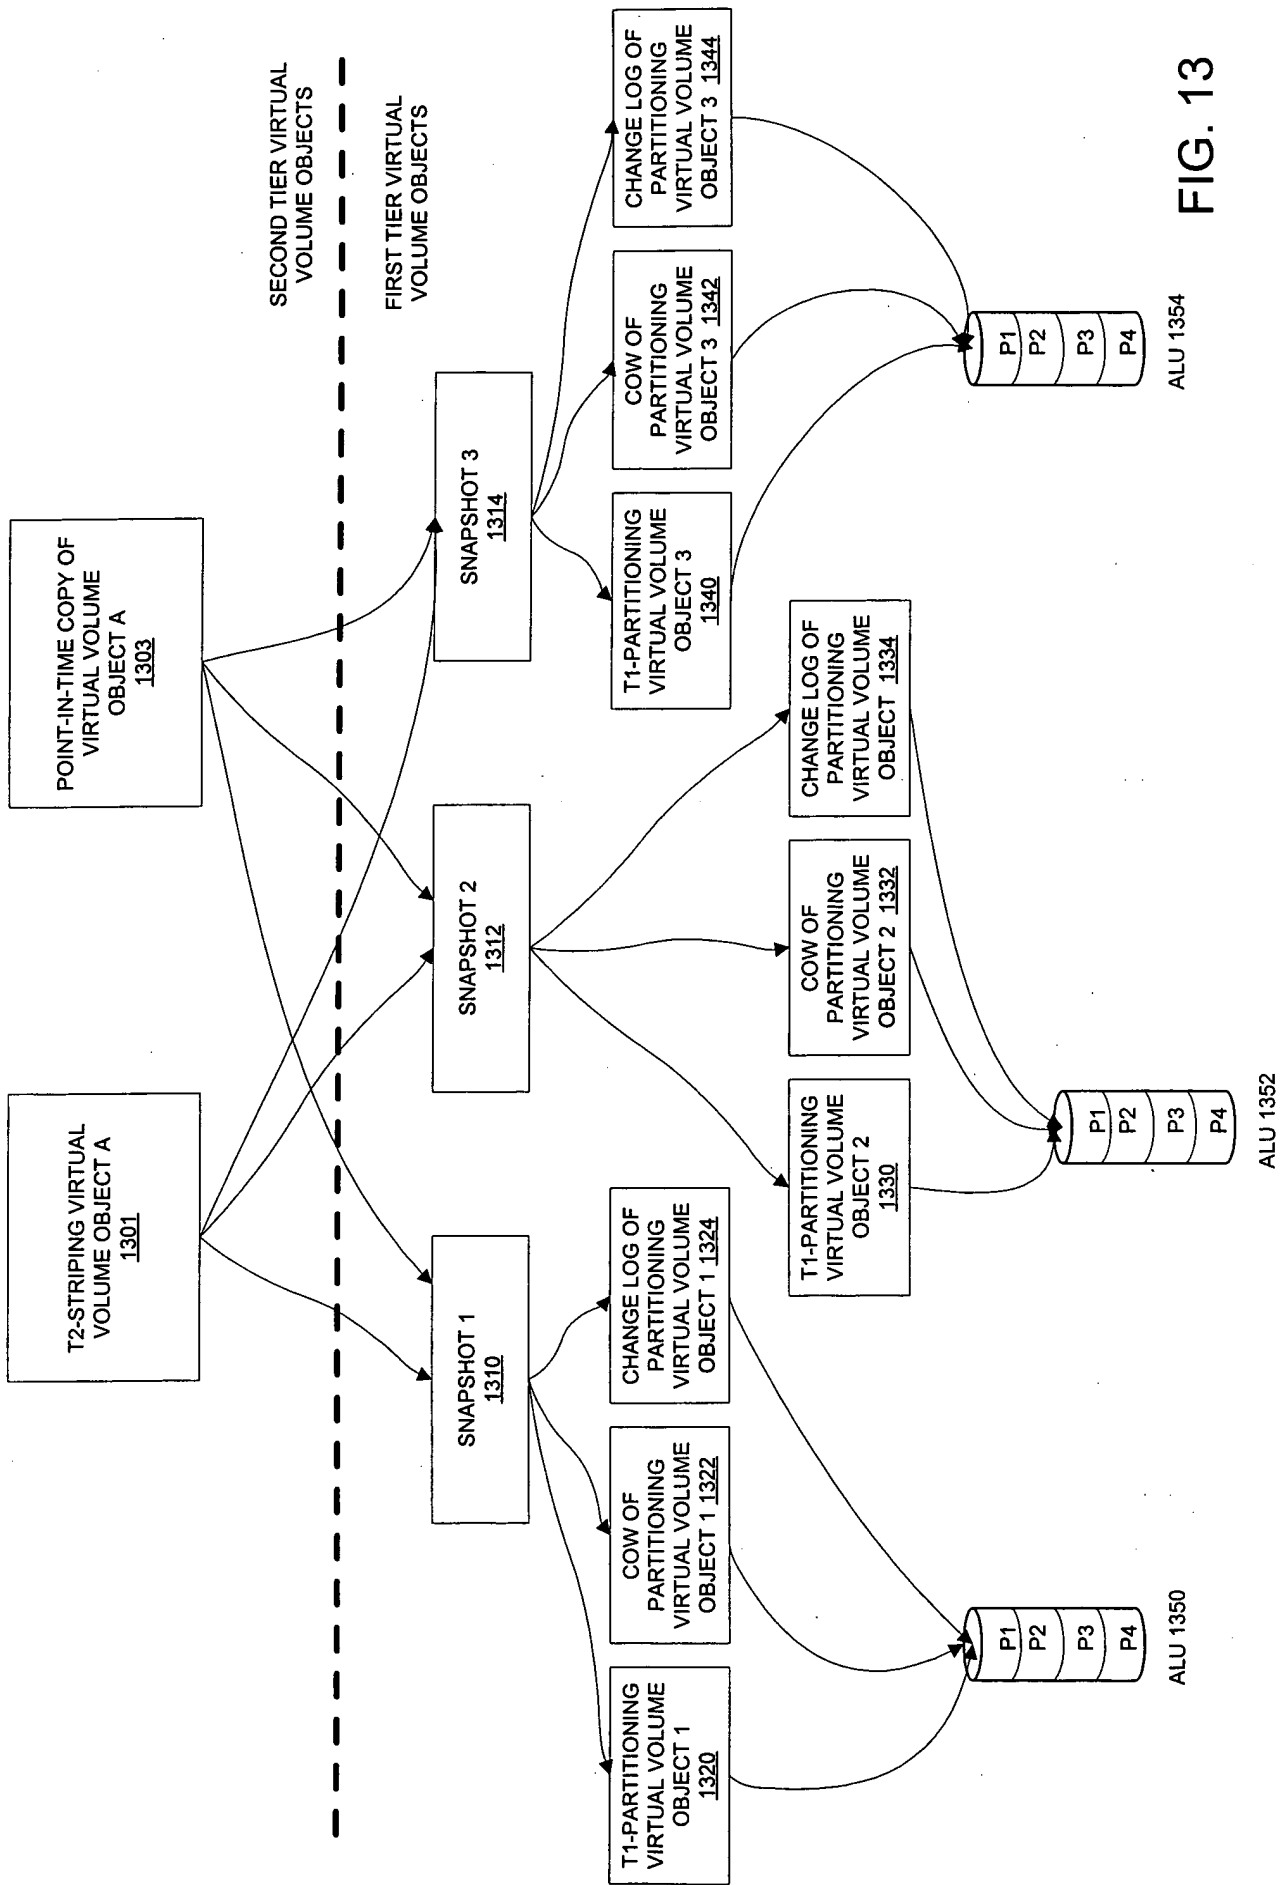 T2-STRIPING VIRTUAL
VOLUME OBJECT A
1301
POINT-IN-TIME COPY OF
VIRTUAL VOLUME
OBJECT A
1303
SECOND TIER VIRTUAL
VOLUME OBJECTS
FIRST TIER VIRTUAL
VOLUME OBJECTS
SNAPSHOT 1
1310
SNAPSHOT 2
1312
SNAPSHOT 3
1314
T1-PARTITIONING
VIRTUAL VOLUME
OBJECT 1
1320
COW OF
PARTITIONING
VIRTUAL VOLUME
OBJECT 1 1322
CHANGE LOG OF
PARTITIONING
VIRTUAL VOLUME
OBJECT 1 1324
T1-PARTITIONING
VIRTUAL VOLUME
OBJECT 2
1330
COW OF
PARTITIONING
VIRTUAL VOLUME
OBJECT 2 1332
CHANGE LOG OF
PARTITIONING
VIRTUAL VOLUME
OBJECT 1334
T1-PARTITIONING
VIRTUAL VOLUME
OBJECT 3
1340
COW OF
PARTITIONING
VIRTUAL VOLUME
OBJECT 3 1342
CHANGE LOG OF
PARTITIONING
VIRTUAL VOLUME
OBJECT 3 1344
P1
P2
P3
P4
ALU 1350
P1
P2
P3
P4
ALU 1352
P1
P2
P3
P4
ALU 1354
FIG. 13